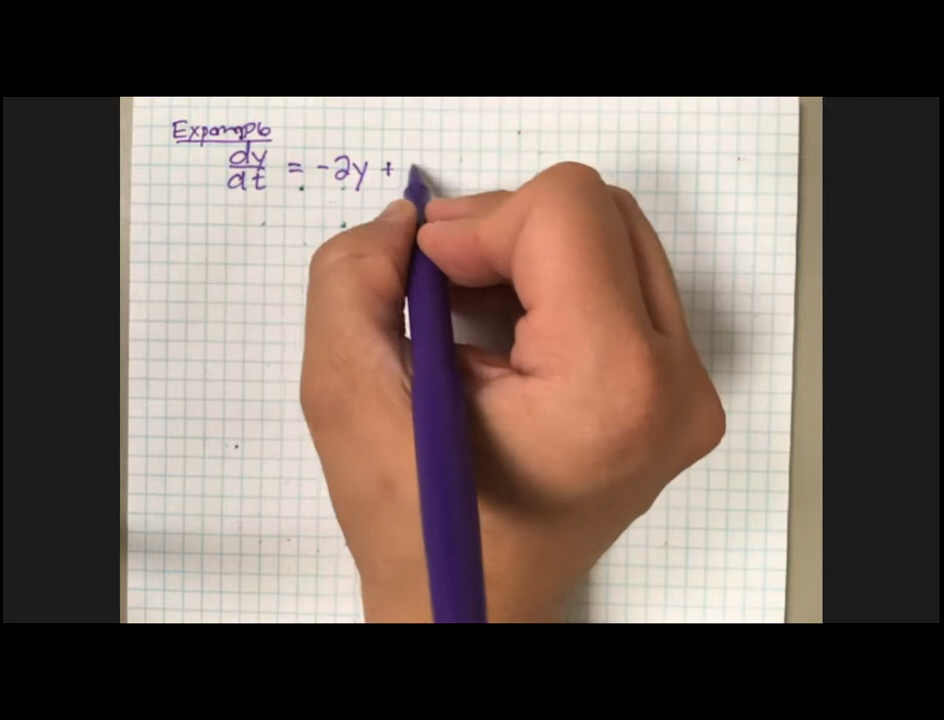 Example
dy/dt = -2y +